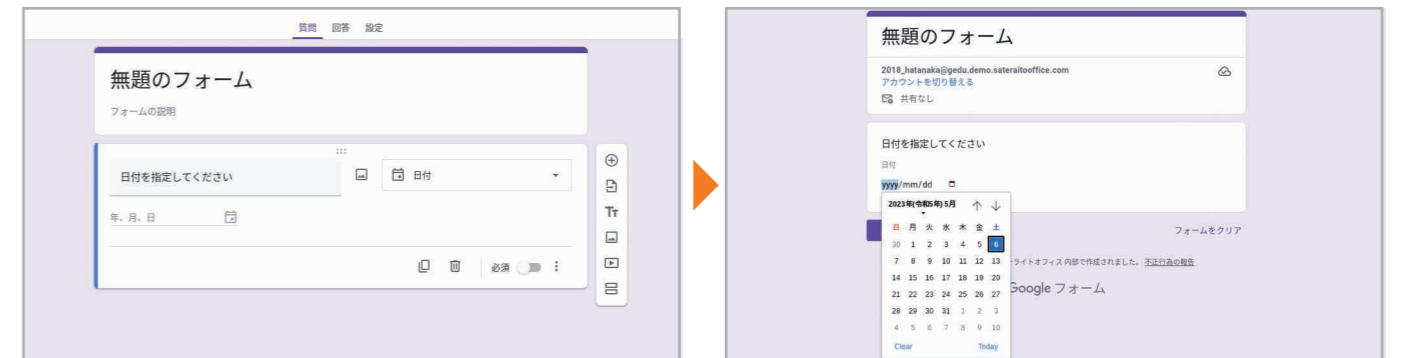 質問 回答 設定
無題のフォーム
フォームの説明
日付を指定してください
日付
年、月、日
必須
無題のフォーム
2018_hatanaka@gedu.demo.sateraitooffice.com
アカウントを切り替える
共有なし
日付を指定してください
日付
yyyy/mm/dd
2023年(令和5年) 5月
日 月 火 水 木 金 土
30 1 2 3 4 5 6
7 8 9 10 11 12 13
14 15 16 17 18 19 20
21 22 23 24 25 26 27
28 29 30 31 1 2 3
4 5 6 7 8 9 10
Clear Today
フォームをクリア
ライトオフィス 内部で作成されました。 不正行為の報告
Google フォーム